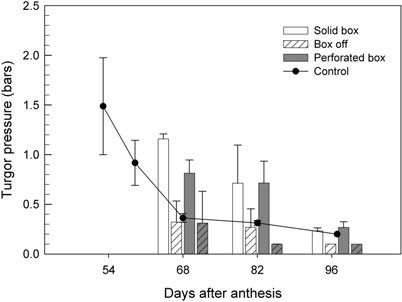 2.5
2.0
1.5
1.0
0.5
0.0
Turgor pressure (bars)
Solid box
Box off
Perforated box
Control
54 68 82 96
Days after anthesis